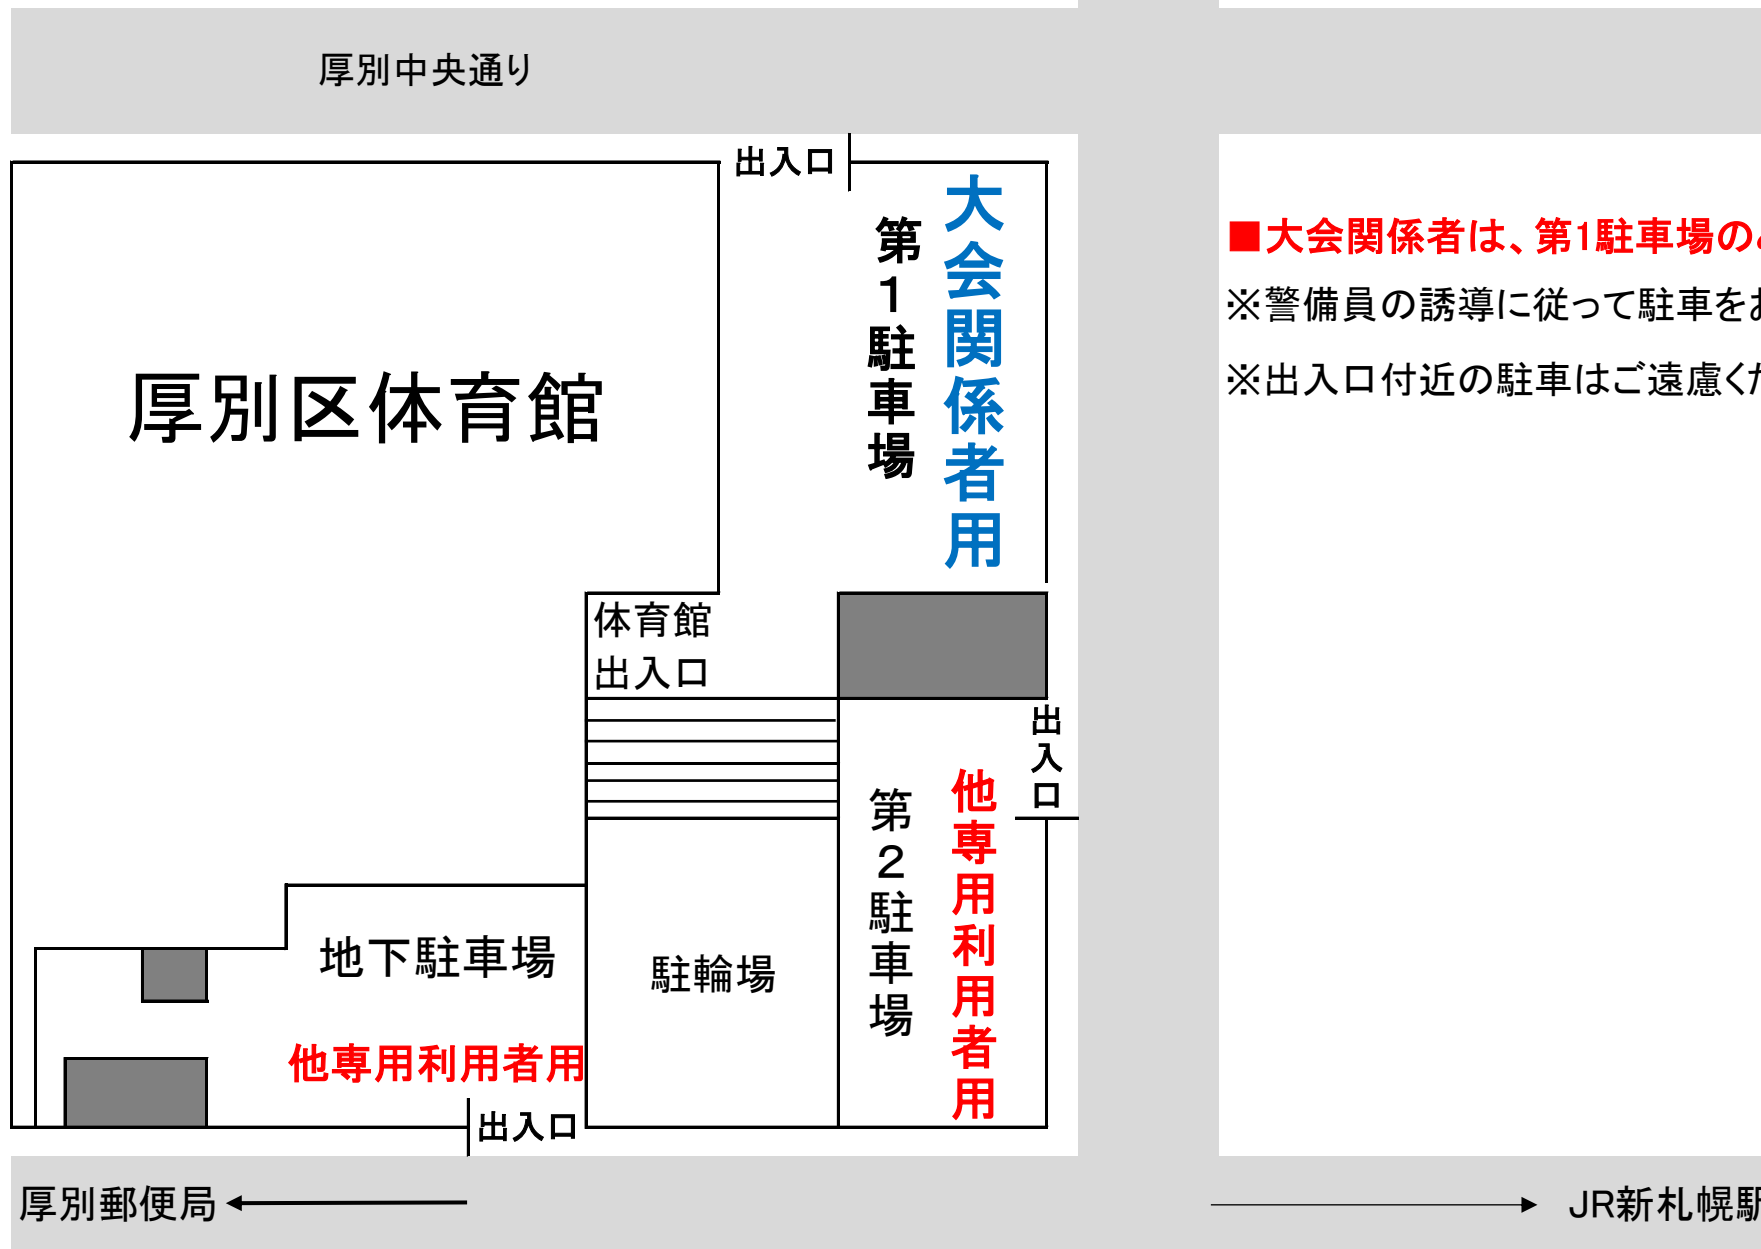 厚別中央通り
出入口
大会関係者用
第1駐車場
■大会関係者は、第1駐車場の
※警備員の誘導に従って駐車を
※出入口付近の駐車はご遠慮く
厚別区体育館
体育館
出入口
出入口
他専用利用者用
第2駐車場
地下駐車場
駐輪場
他専用利用者用
出入口
厚別郵便局
JR新札幌駅